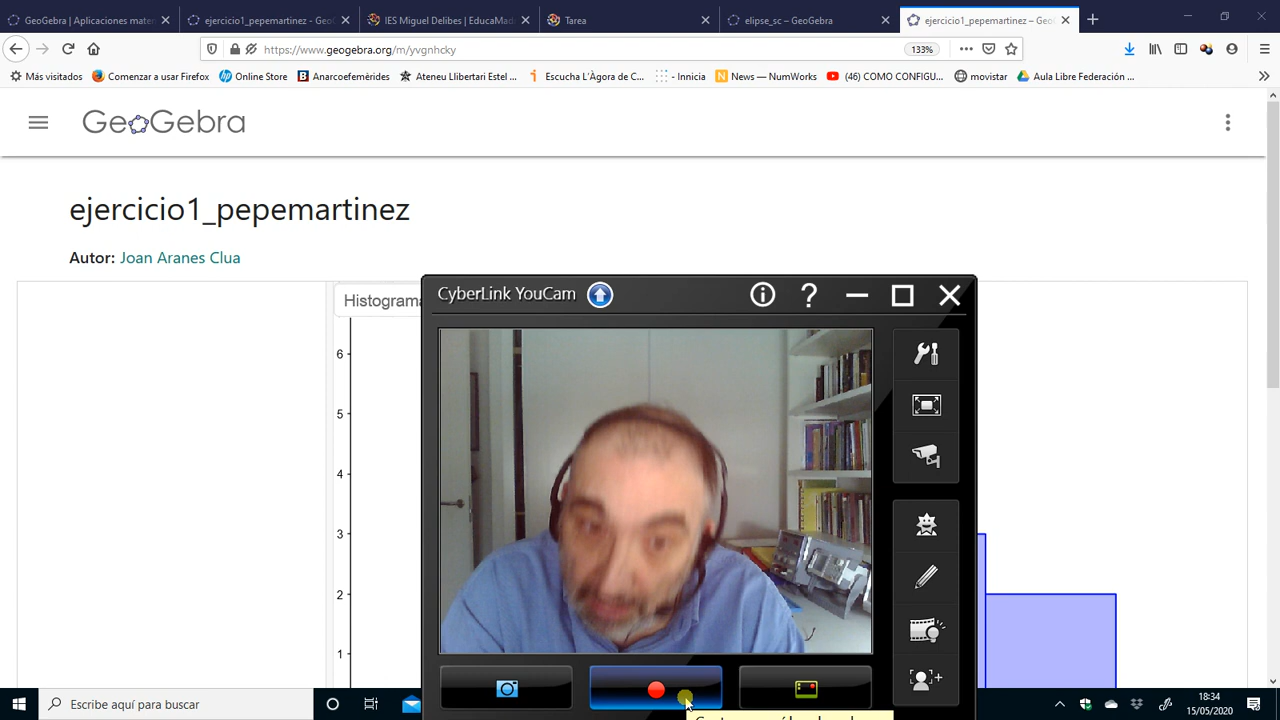 GeoGebra | Aplicaciones matem
ejercicio1_pepemartinez - Geo
IES Miguel Delibes | EducaMad
Tarea
elipse_sc – GeoGebra
ejercicio1_pepemartinez – Geo
https://www.geogebra.org/m/yvgnhcky
133%
Más visitados
Comenzar a usar Firefox
Online Store
Anarcoefemèrides
Ateneu Llibertari Estel ...
Escucha L'Àgora de C...
- Innicia
News — NumWorks
(46) COMO CONFIGU...
movistar
Aula Libre Federación ...
GeoGebra
ejercicio1_pepemartinez
Autor: Joan Aranes Clua
Histograma
CyberLink YouCam
6
5
4
3
2
1
Escribe aquí para buscar
18:34
15/05/2020